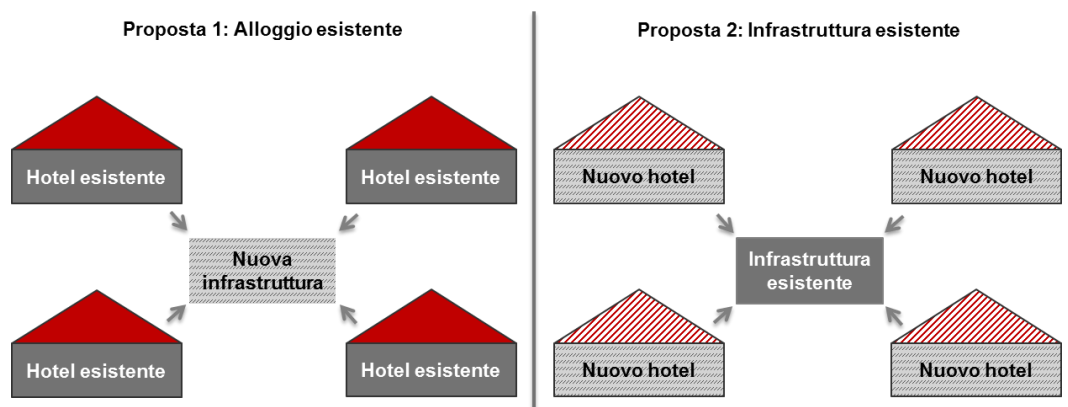 Proposta 1: Alloggio esistente
Hotel esistente
Hotel esistente
Nuova
infrastruttura
Hotel esistente
Hotel esistente
Proposta 2: Infrastruttura esistente
Nuovo hotel
Nuovo hotel
Infrastruttura
esistente
Nuovo hotel
Nuovo hotel